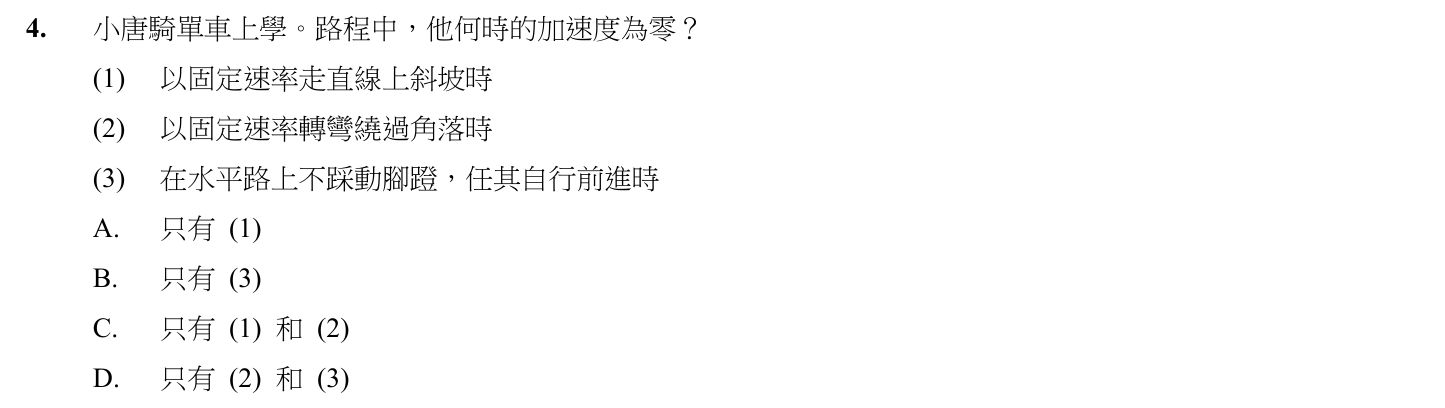 4. 小唐騎單車上學。路程中，他何時的加速度為零？
(1) 以固定速率走直線上斜坡時
(2) 以固定速率轉彎繞過角落時
(3) 在水平路上不踩動腳蹬，任其自行前進時
A. 只有 (1)
B. 只有 (3)
C. 只有 (1) 和 (2)
D. 只有 (2) 和 (3)